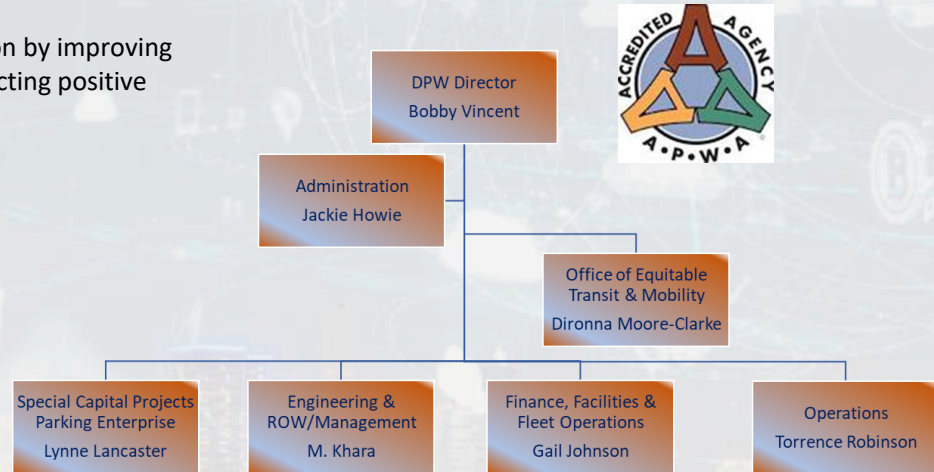 on by improving
cting positive
ACCREDITED AGENCY
A•P•W•A•
DPW Director
Bobby Vincent
Administration
Jackie Howie
Office of Equitable
Transit & Mobility
Dironna Moore-Clarke
Special Capital Projects
Parking Enterprise
Lynne Lancaster
Engineering &
ROW/Management
M. Khara
Finance, Facilities &
Fleet Operations
Gail Johnson
Operations
Torrence Robinson